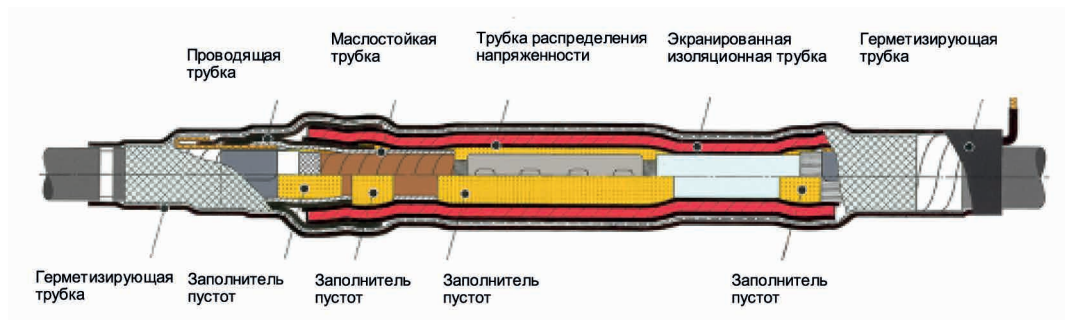 Проводящая
трубка
Маслостойкая
трубка
Трубка распределения
напряженности
Экранированная
изоляционная трубка
Герметизирующая
трубка
Герметизирующая
трубка
Заполнитель
пустот
Заполнитель
пустот
Заполнитель
пустот
Заполнитель
пустот